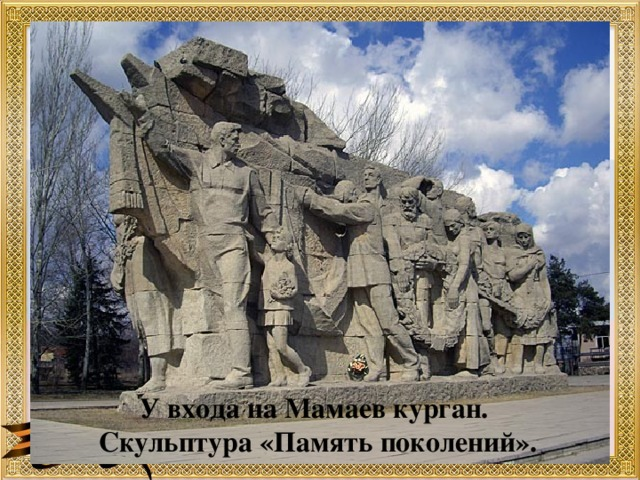 У входа на Мамаев курган.
Скульптура «Память поколений».